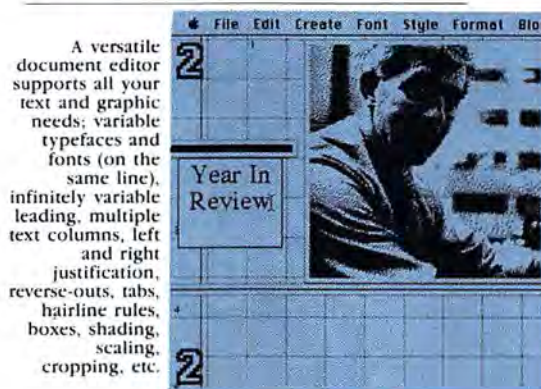 A versatile
document editor
supports all your
text and graphic
needs; variable
typefaces and
fonts (on the
same line),
infinitely variable
leading, multiple
text columns, left
and right
justification,
reverse-outs, tabs,
hairline rules,
boxes, shading,
scaling,
cropping, etc.
File Edit Create Font Style Format Blo
2
Year In
Review
2